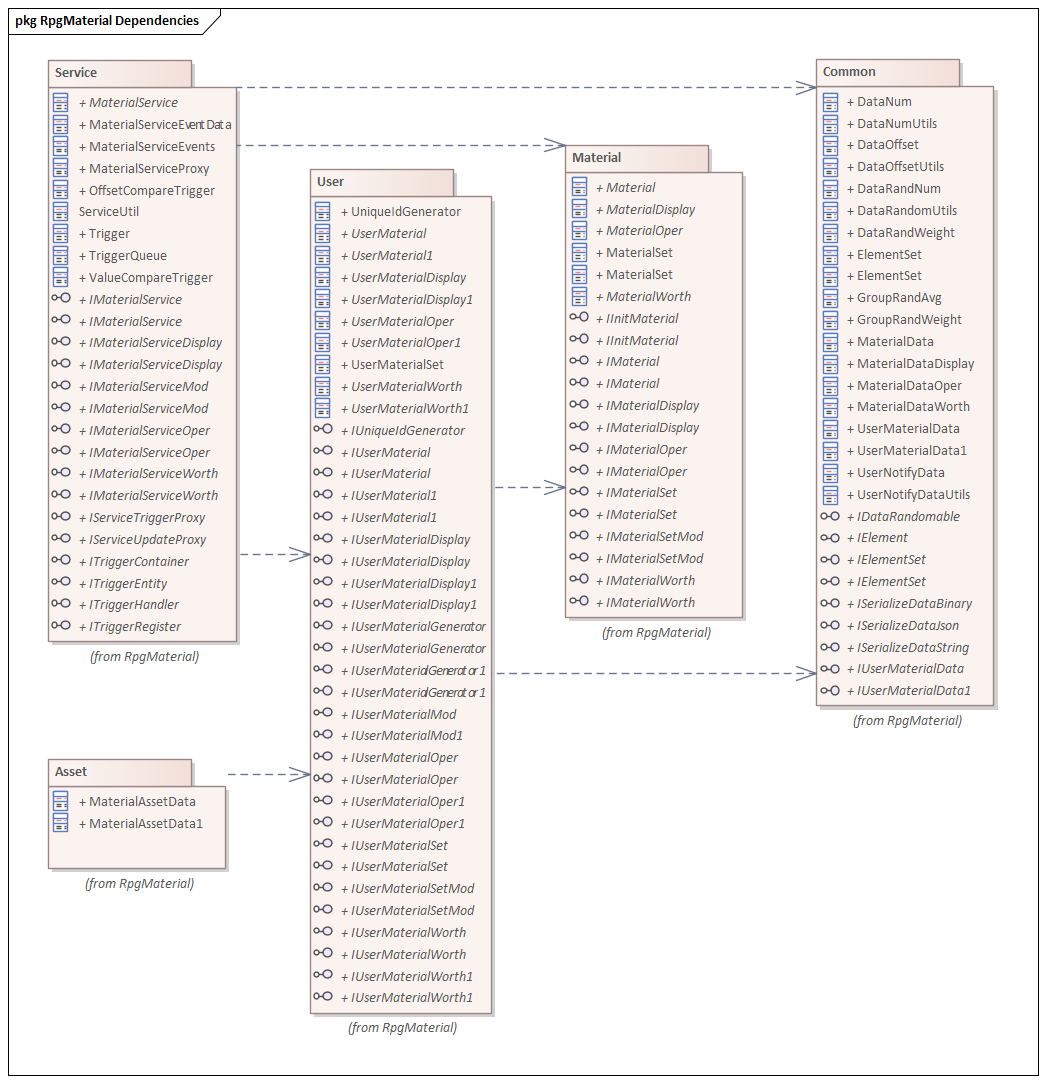 pkg RpgMaterial Dependencies
Service
+ MaterialService
+ MaterialServiceEventData
+ MaterialServiceEvents
+ MaterialServiceProxy
+ OffsetCompareTrigger
ServiceUtil
+ Trigger
+ TriggerQueue
+ ValueCompareTrigger
+ IMaterialService
+ IMaterialService
+ IMaterialServiceDisplay
+ IMaterialServiceDisplay
+ IMaterialServiceMod
+ IMaterialServiceMod
+ IMaterialServiceOper
+ IMaterialServiceOper
+ IMaterialServiceWorth
+ IMaterialServiceWorth
+ IServiceTriggerProxy
+ IServiceUpdateProxy
+ ITriggerContainer
+ ITriggerEntity
+ ITriggerHandler
+ ITriggerRegister
(from RpgMaterial)
Asset
+ MaterialAssetData
+ MaterialAssetData1
(from RpgMaterial)
User
+ UniqueIdGenerator
+ UserMaterial
+ UserMaterial1
+ UserMaterialDisplay
+ UserMaterialDisplay1
+ UserMaterialOper
+ UserMaterialOper1
+ UserMaterialSet
+ UserMaterialWorth
+ UserMaterialWorth1
+ IUniqueIdGenerator
+ IUserMaterial
+ IUserMaterial
+ IUserMaterial1
+ IUserMaterial1
+ IUserMaterialDisplay
+ IUserMaterialDisplay
+ IUserMaterialDisplay1
+ IUserMaterialDisplay1
+ IUserMaterialGenerator
+ IUserMaterialGenerator
+ IUserMaterialGenerator1
+ IUserMaterialGenerator1
+ IUserMaterialMod
+ IUserMaterialMod1
+ IUserMaterialOper
+ IUserMaterialOper
+ IUserMaterialOper1
+ IUserMaterialOper1
+ IUserMaterialSet
+ IUserMaterialSet
+ IUserMaterialSetMod
+ IUserMaterialSetMod
+ IUserMaterialWorth
+ IUserMaterialWorth
+ IUserMaterialWorth1
+ IUserMaterialWorth1
(from RpgMaterial)
Material
+ Material
+ MaterialDisplay
+ MaterialOper
+ MaterialSet
+ MaterialSet
+ MaterialWorth
+ IInitMaterial
+ IInitMaterial
+ IMaterial
+ IMaterial
+ IMaterialDisplay
+ IMaterialDisplay
+ IMaterialOper
+ IMaterialOper
+ IMaterialSet
+ IMaterialSet
+ IMaterialSetMod
+ IMaterialSetMod
+ IMaterialWorth
+ IMaterialWorth
(from RpgMaterial)
Common
+ DataNum
+ DataNumUtils
+ DataOffset
+ DataOffsetUtils
+ DataRandNum
+ DataRandomUtils
+ DataRandWeight
+ ElementSet
+ ElementSet
+ GroupRandAvg
+ GroupRandWeight
+ MaterialData
+ MaterialDataDisplay
+ MaterialDataOper
+ MaterialDataWorth
+ UserMaterialData
+ UserMaterialData1
+ UserNotifyData
+ UserNotifyDataUtils
+ IDataRandomable
+ IElement
+ IElementSet
+ IElementSet
+ ISerializeDataBinary
+ ISerializeDataJson
+ ISerializeDataString
+ IUserMaterialData
+ IUserMaterialData1
(from RpgMaterial)